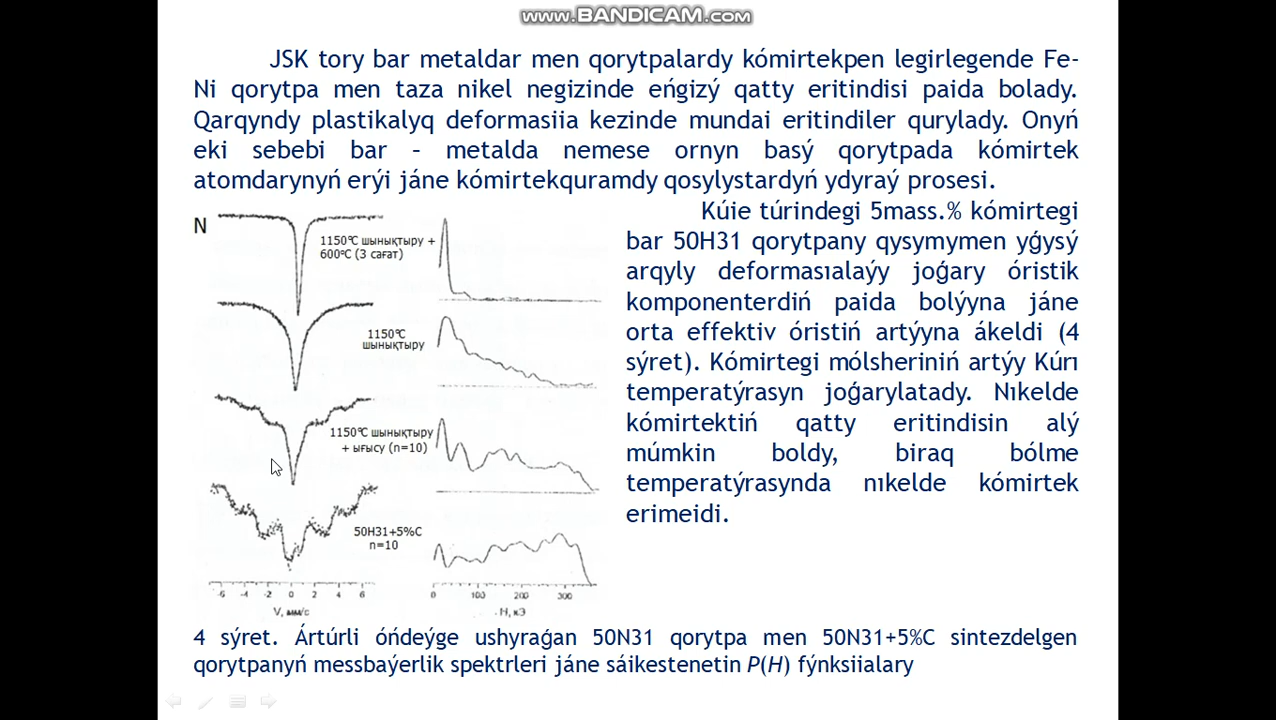 www.BANDICAM.com
JSK tory bar metaldar men qorytpalardy kómirtekpen legirlegende Fe-
Ni qorytpa men taza nikel negizinde eńgizý qatty eritindisi paida bolady.
Qarqyndy plastikalyq deformasiia kezinde mundai eritindiler qurylady. Onyń
eki sebebi bar – metalda nemese ornyn basý qorytpada kómirtek
atomdarynyń erýi jáne kómirtekquramdy qosylystardyń ydyraý prosesi.
Kúie túrindegi 5mass.% kómirtegi
bar 50H31 qorytpany qysymymen yǵysý
arqyly deformasıalaýy joǵary óristik
komponenterdiń paida bolýyna jáne
orta effektiv óristiń artýyna ákeldi (4
sýret). Kómirtegi mólsheriniń artýy Kúrı
temperatýrasyn joǵarylatady. Nıkelde
kómirtektiń qatty eritindisin alý
múmkin boldy, biraq bólme
temperatýrasynda nıkelde kómirtek
erimeidi.
N
1150℃ шынықтыру +
600℃ (3 сағат)
1150℃
шынықтыру
1150℃ шынықтыру
+ ығысу (n=10)
50H31+5%C
n=10
-6 -4 -2 0 2 4 6
V, мм/с
0 100 200 300
H, кЭ
4 sýret. Ártúrli óńdeýge ushyraǵan 50N31 qorytpa men 50N31+5%C sintezdelgen
qorytpanyń messbaýerlik spektrleri jáne sáikestenetin P(H) fýnksiialary